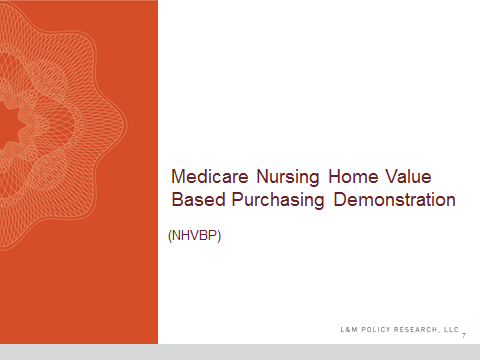 Medicare Nursing Home Value
Based Purchasing Demonstration
(NHVBP)
L&M POLICY RESEARCH, LLC
7